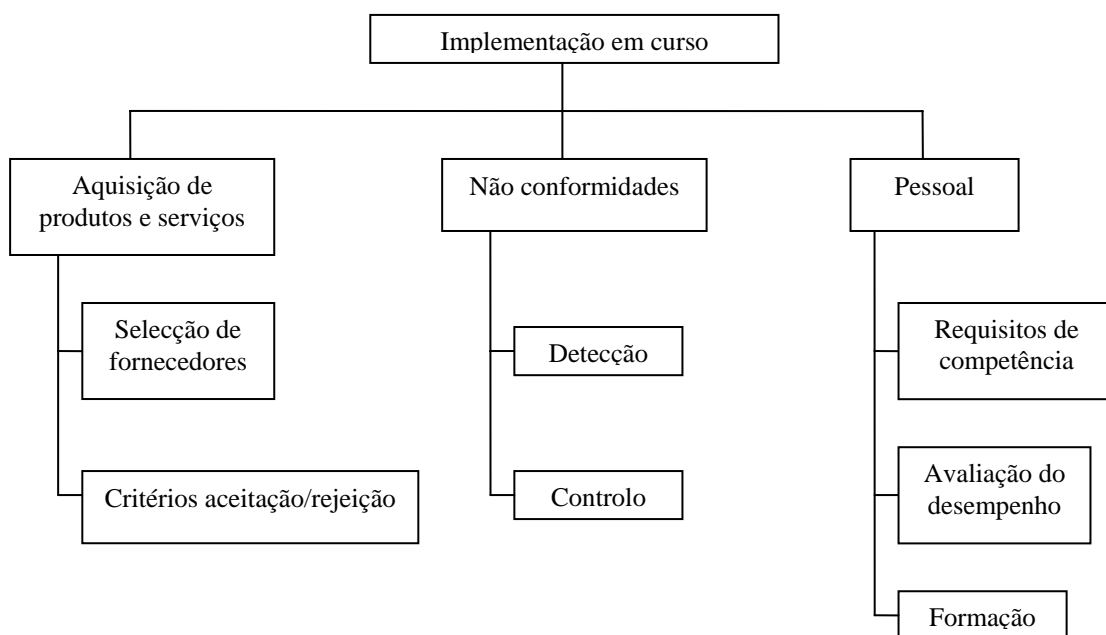 Implementação em curso
Aquisição de
produtos e serviços
Não conformidades
Pessoal
Selecção de
fornecedores
Detecção
Requisitos de
competência
Critérios aceitação/rejeição
Controlo
Avaliação do
desempenho
Formação